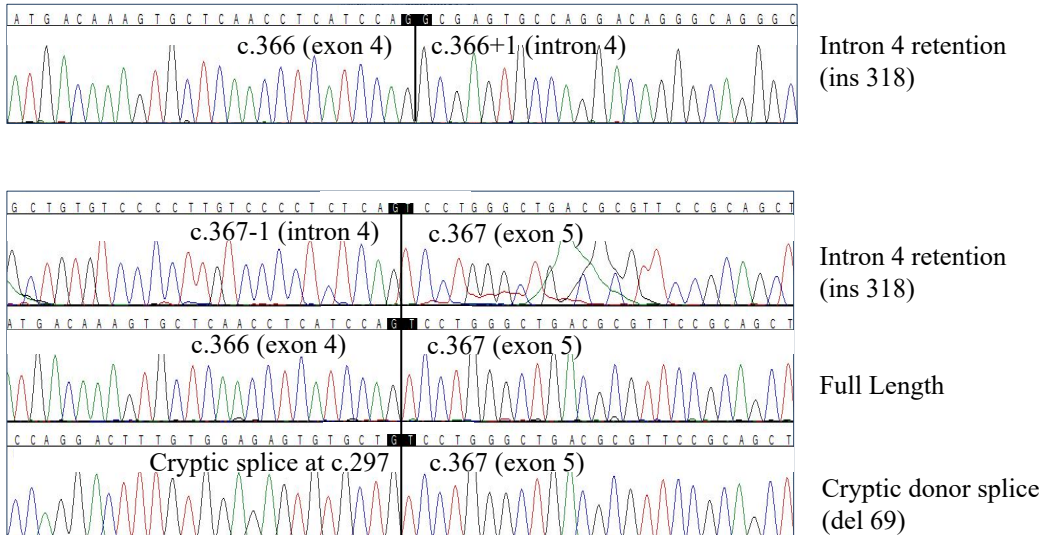 A T G A C A A A G T G C T C A A C C T C A T C C A G G C G A G T G C C A G G A C A G G G C A G G G C
c.366 (exon 4) c.366+1 (intron 4)
Intron 4 retention
(ins 318)
G C T G T G T C C C C T T G T C C C C T C T C A G T C C T G G G C T G A C G C G T T C C G C A G C T
c.367-1 (intron 4) c.367 (exon 5)
Intron 4 retention
(ins 318)
A T G A C A A A G T G C T C A A C C T C A T C C A G T C C T G G G C T G A C G C G T T C C G C A G C T
c.366 (exon 4) c.367 (exon 5)
Full Length
C C A G G A C T T T G T G G A G A G T G T G C T G T C C T G G G C T G A C G C G T T C C G C A G C T
Cryptic splice at c.297 c.367 (exon 5)
Cryptic donor splice
(del 69)